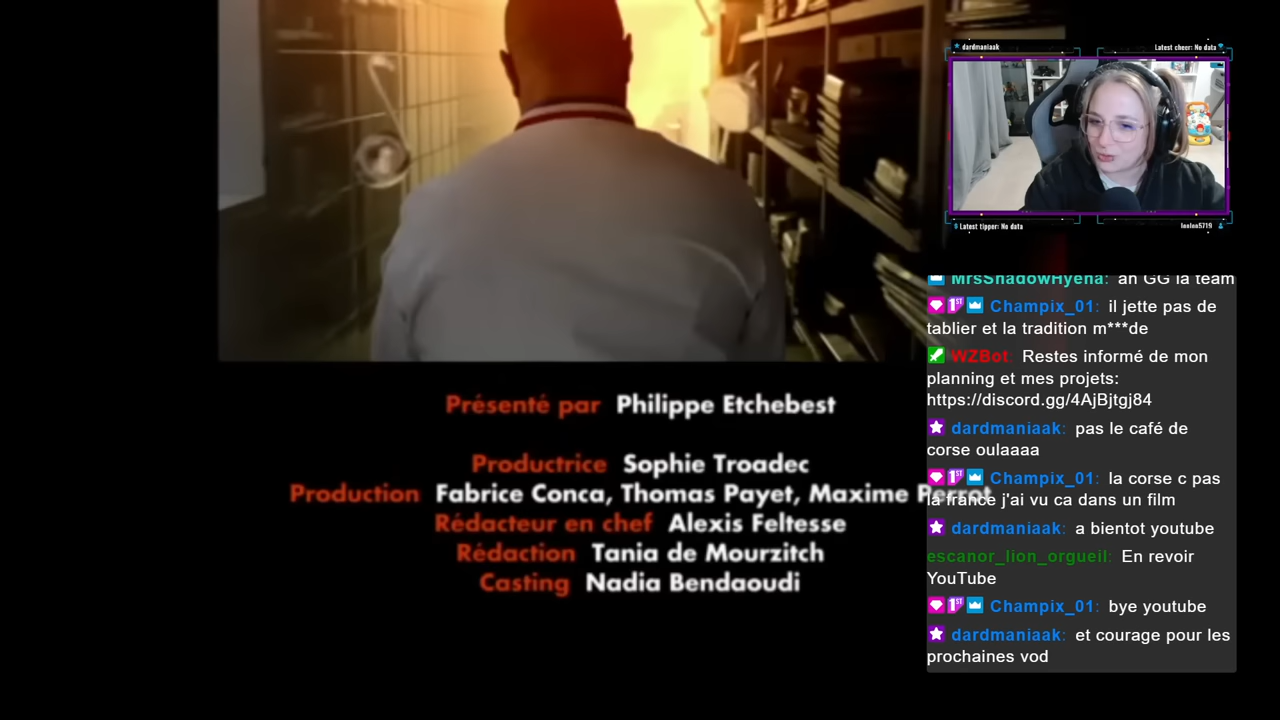 dardmaniaak
Latest cheer: No data
Latest tipper: No data
Présenté par Philippe Etchebest
Productrice Sophie Troadec
Production Fabrice Conca, Thomas Payet, Maxime Perrot
Rédacteur en chef Alexis Feltesse
Rédaction Tania de Mourzitch
Casting Nadia Bendaoudi
MrsShadowHyena: ah GG la team
Champix_01: il jette pas de
tablier et la tradition m***de
WZBot: Restes informé de mon
planning et mes projets:
https://discord.gg/4AjBjtgj84
dardmaniaak: pas le café de
corse oulaaaa
Champix_01: la corse c pas
la france j'ai vu ca dans un film
dardmaniaak: a bientot youtube
escanor_lion_orgueil: En revoir
YouTube
Champix_01: bye youtube
dardmaniaak: et courage pour les
prochaines vod